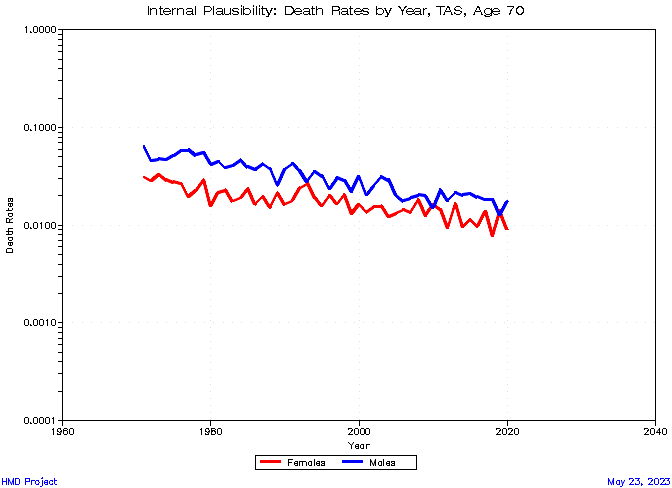 Internal Plausibility: Death Rates by Year, TAS, Age 70
1.0000
0.1000
0.0100
0.0010
0.0001
Death Rates
1960
1980
2000
2020
2040
Year
Females
Males
HMD Project
May 23, 2023